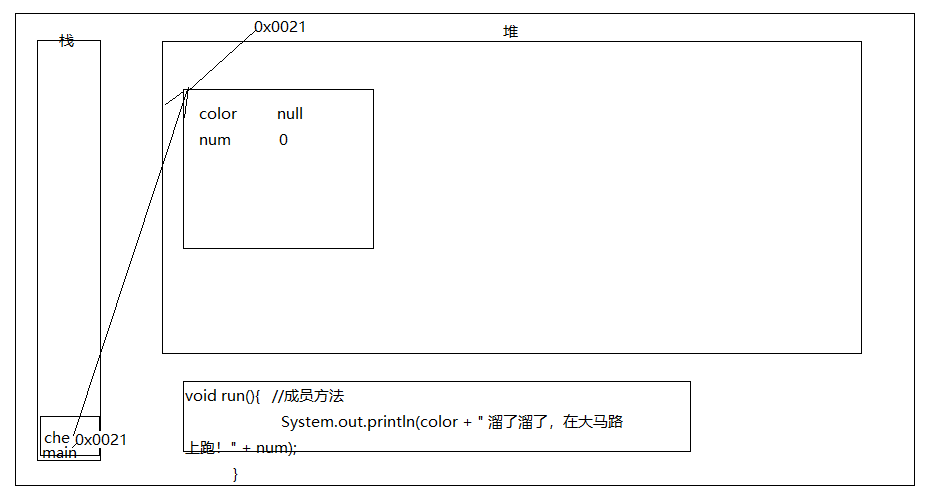 0x0021
栈
堆
color null
num 0
void run(){ //成员方法
System.out.println(color + " 溜了溜了，在大马路
上跑！" + num);
}
che 0x0021
main